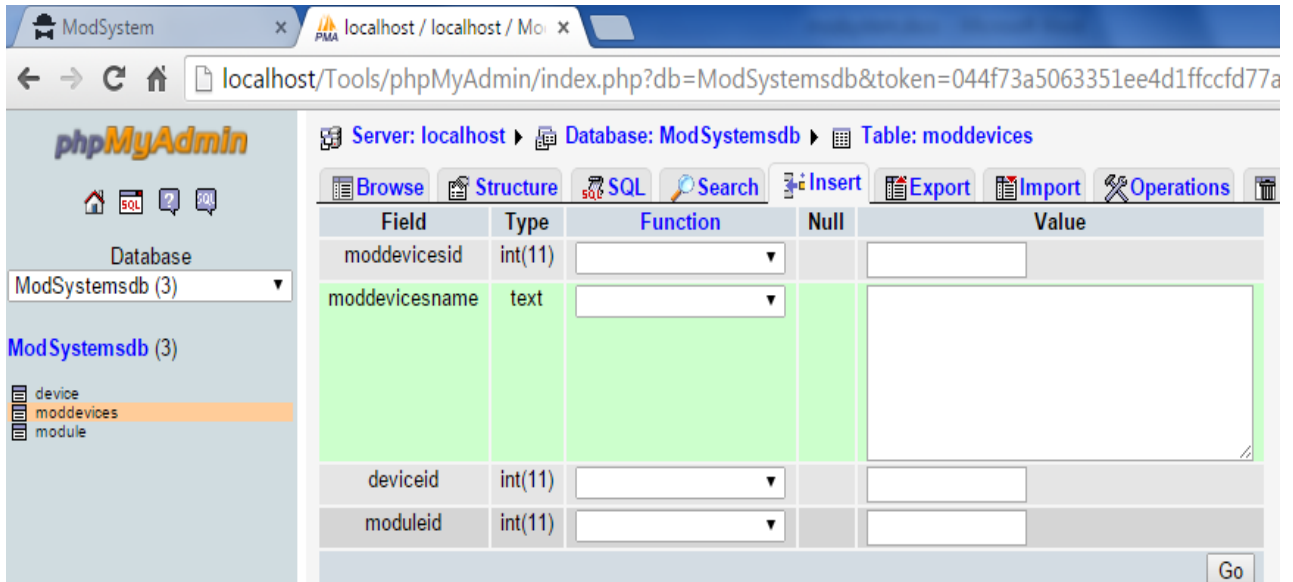 ModSystem
localhost / localhost / Mo
localhost/Tools/phpMyAdmin/index.php?db=ModSystemsdb&token=044f73a5063351ee4d1ffccfd77a
phpMyAdmin
Server: localhost Database: ModSystemsdb Table: moddevices
Browse Structure SQL Search Insert Export Import Operations
Database
ModSystemsdb (3)
ModSystemsdb (3)
device
moddevices
module
Field Type Function Null Value
moddevicesid int(11)
moddevicesname text
deviceid int(11)
moduleid int(11)
Go